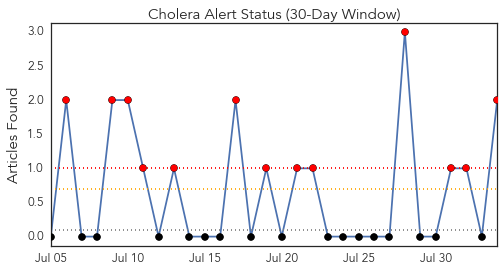 Cholera Alert Status (30-Day Window)
Articles Found
3.0
2.5
2.0
1.5
1.0
0.5
0.0
Jul 05
Jul 10
Jul 15
Jul 20
Jul 25
Jul 30